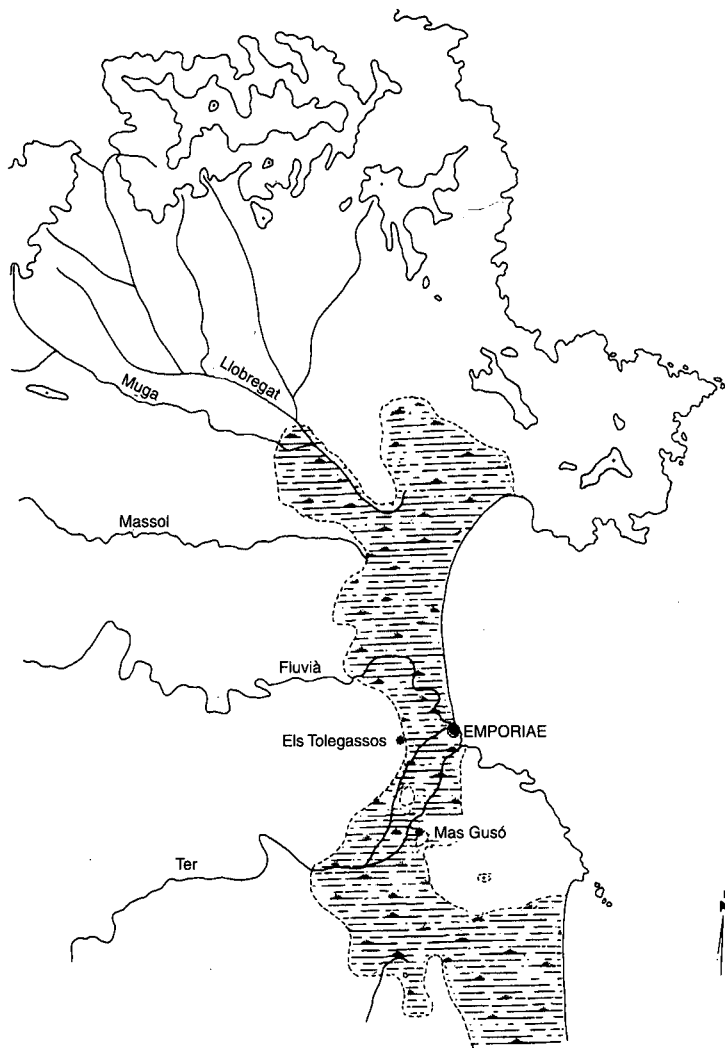 Llobregat
Muga
Massol
Fluvià
Els Tolegassos
EMPORIAE
Mas Gusó
Ter